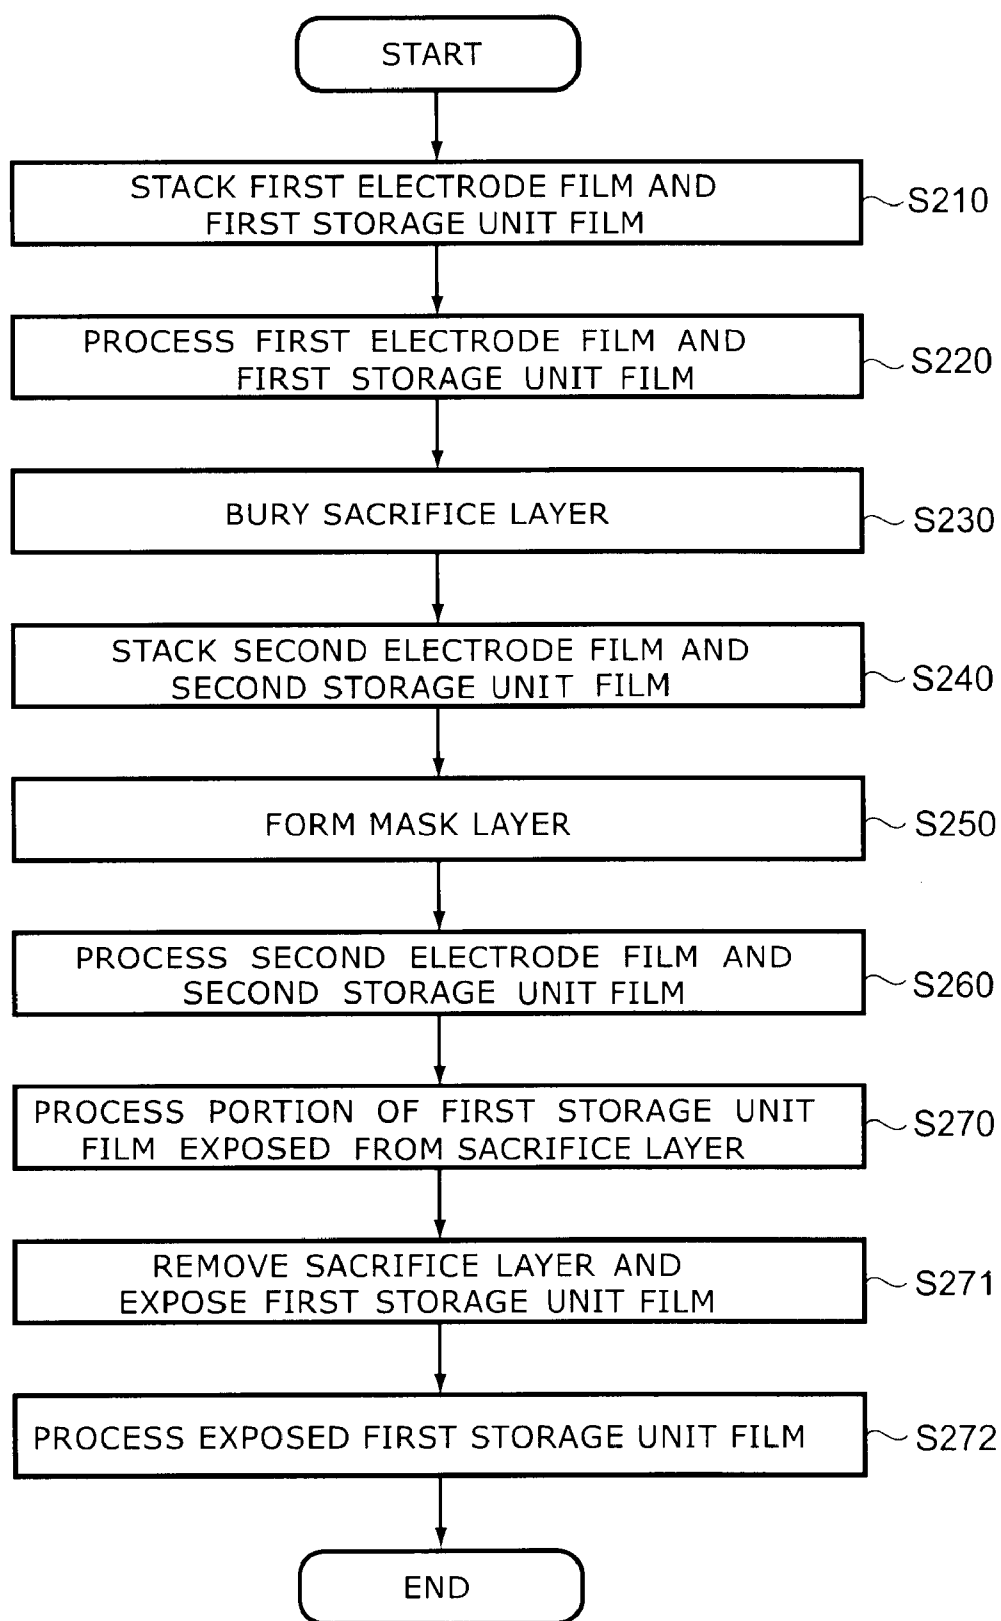 START
STACK FIRST ELECTRODE FILM AND
FIRST STORAGE UNIT FILM
S210
PROCESS FIRST ELECTRODE FILM AND
FIRST STORAGE UNIT FILM
S220
BURY SACRIFICE LAYER
S230
STACK SECOND ELECTRODE FILM AND
SECOND STORAGE UNIT FILM
S240
FORM MASK LAYER
S250
PROCESS SECOND ELECTRODE FILM AND
SECOND STORAGE UNIT FILM
S260
PROCESS PORTION OF FIRST STORAGE UNIT
FILM EXPOSED FROM SACRIFICE LAYER
S270
REMOVE SACRIFICE LAYER AND
EXPOSE FIRST STORAGE UNIT FILM
S271
PROCESS EXPOSED FIRST STORAGE UNIT FILM
S272
END